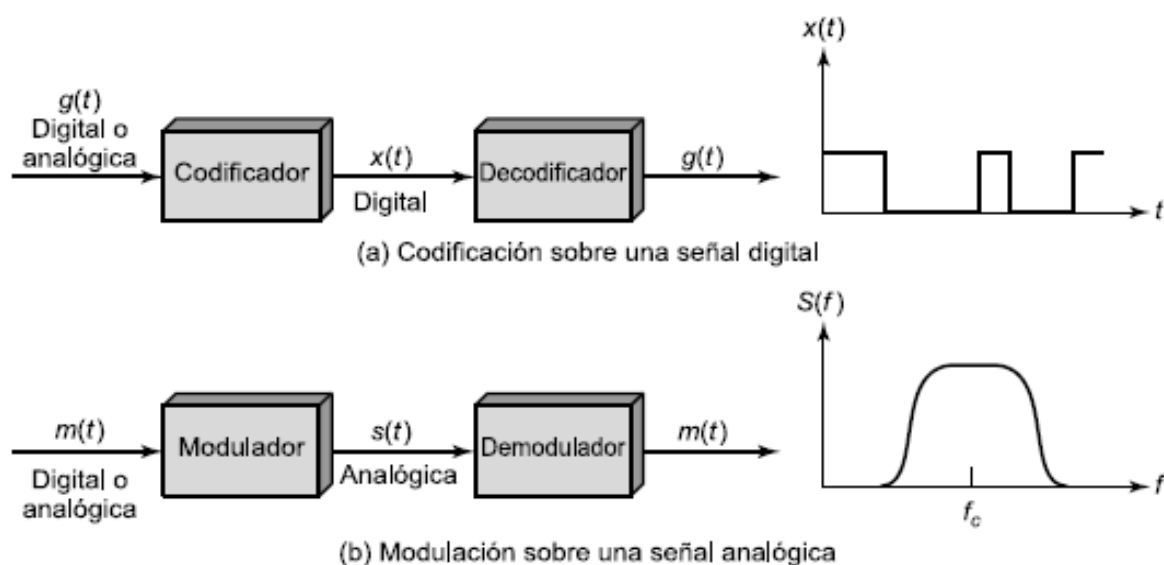 g(t)
Digital o
analógica
Codificador
x(t)
Digital
Decodificador
g(t)
x(t)
t
(a) Codificación sobre una señal digital
m(t)
Digital o
analógica
Modulador
s(t)
Analógica
Demodulador
m(t)
S(f)
f
f_c
(b) Modulación sobre una señal analógica